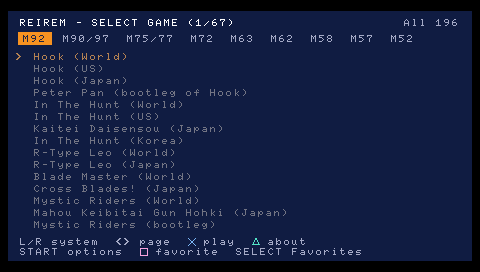 REIREM - SELECT GAME (1/67) All 196
M92 M90/97 M75/77 M72 M63 M62 M58 M57 M52
> Hook (World)
Hook (US)
Hook (Japan)
Peter Pan (bootleg of Hook)
In The Hunt (World)
In The Hunt (US)
Kaitei Daisensou (Japan)
In The Hunt (Korea)
R-Type Leo (World)
R-Type Leo (Japan)
Blade Master (World)
Cross Blades! (Japan)
Mystic Riders (World)
Mahou Keibitai Gun Hohki (Japan)
Mystic Riders (bootleg)
L/R system <> page ✕ play △ about
START options □ favorite SELECT Favorites